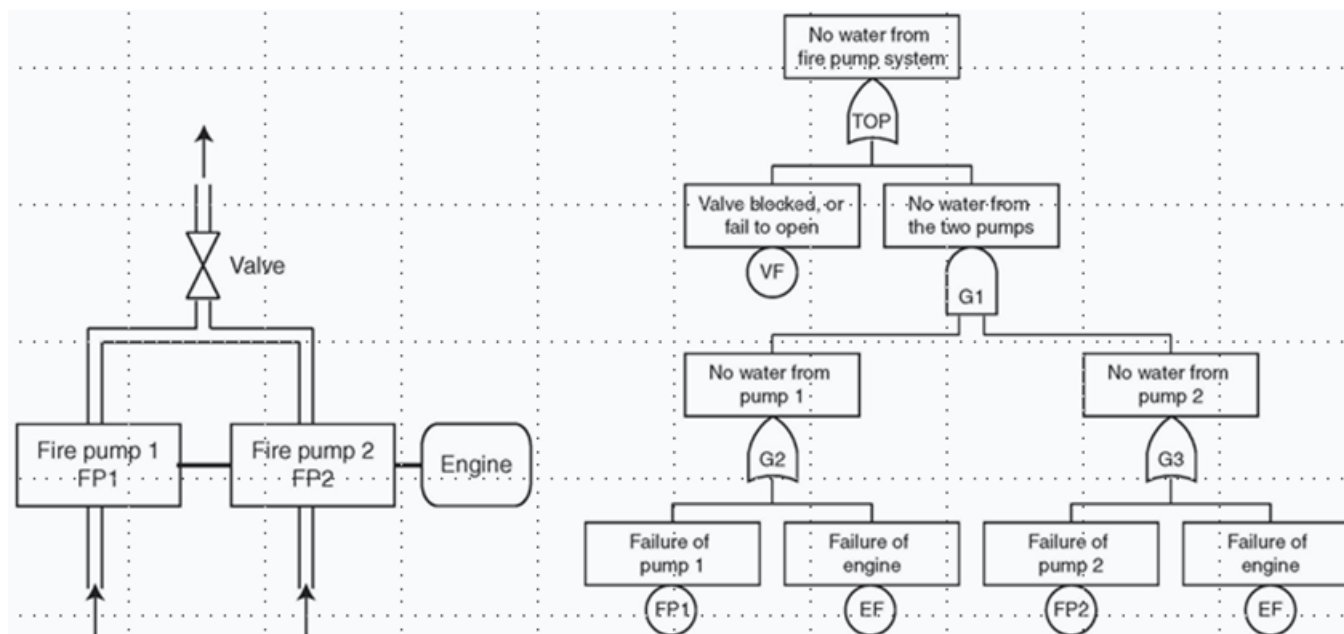 Valve
Fire pump 1
FP1
Fire pump 2
FP2
Engine
No water from
fire pump system
TOP
Valve blocked, or
fail to open
VF
No water from
the two pumps
G1
No water from
pump 1
G2
No water from
pump 2
G3
Failure of
pump 1
FP1
Failure of
engine
EF
Failure of
pump 2
FP2
Failure of
engine
EF